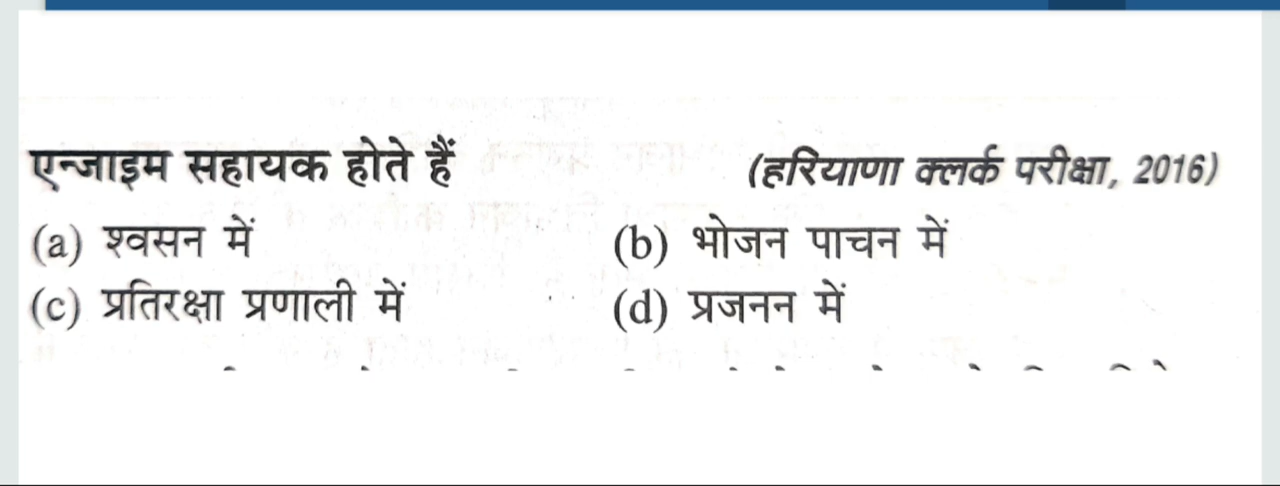 एन्जाइम सहायक होते हैं (हरियाणा क्लर्क परीक्षा, 2016)
(a) श्वसन में (b) भोजन पाचन में
(c) प्रतिरक्षा प्रणाली में (d) प्रजनन में